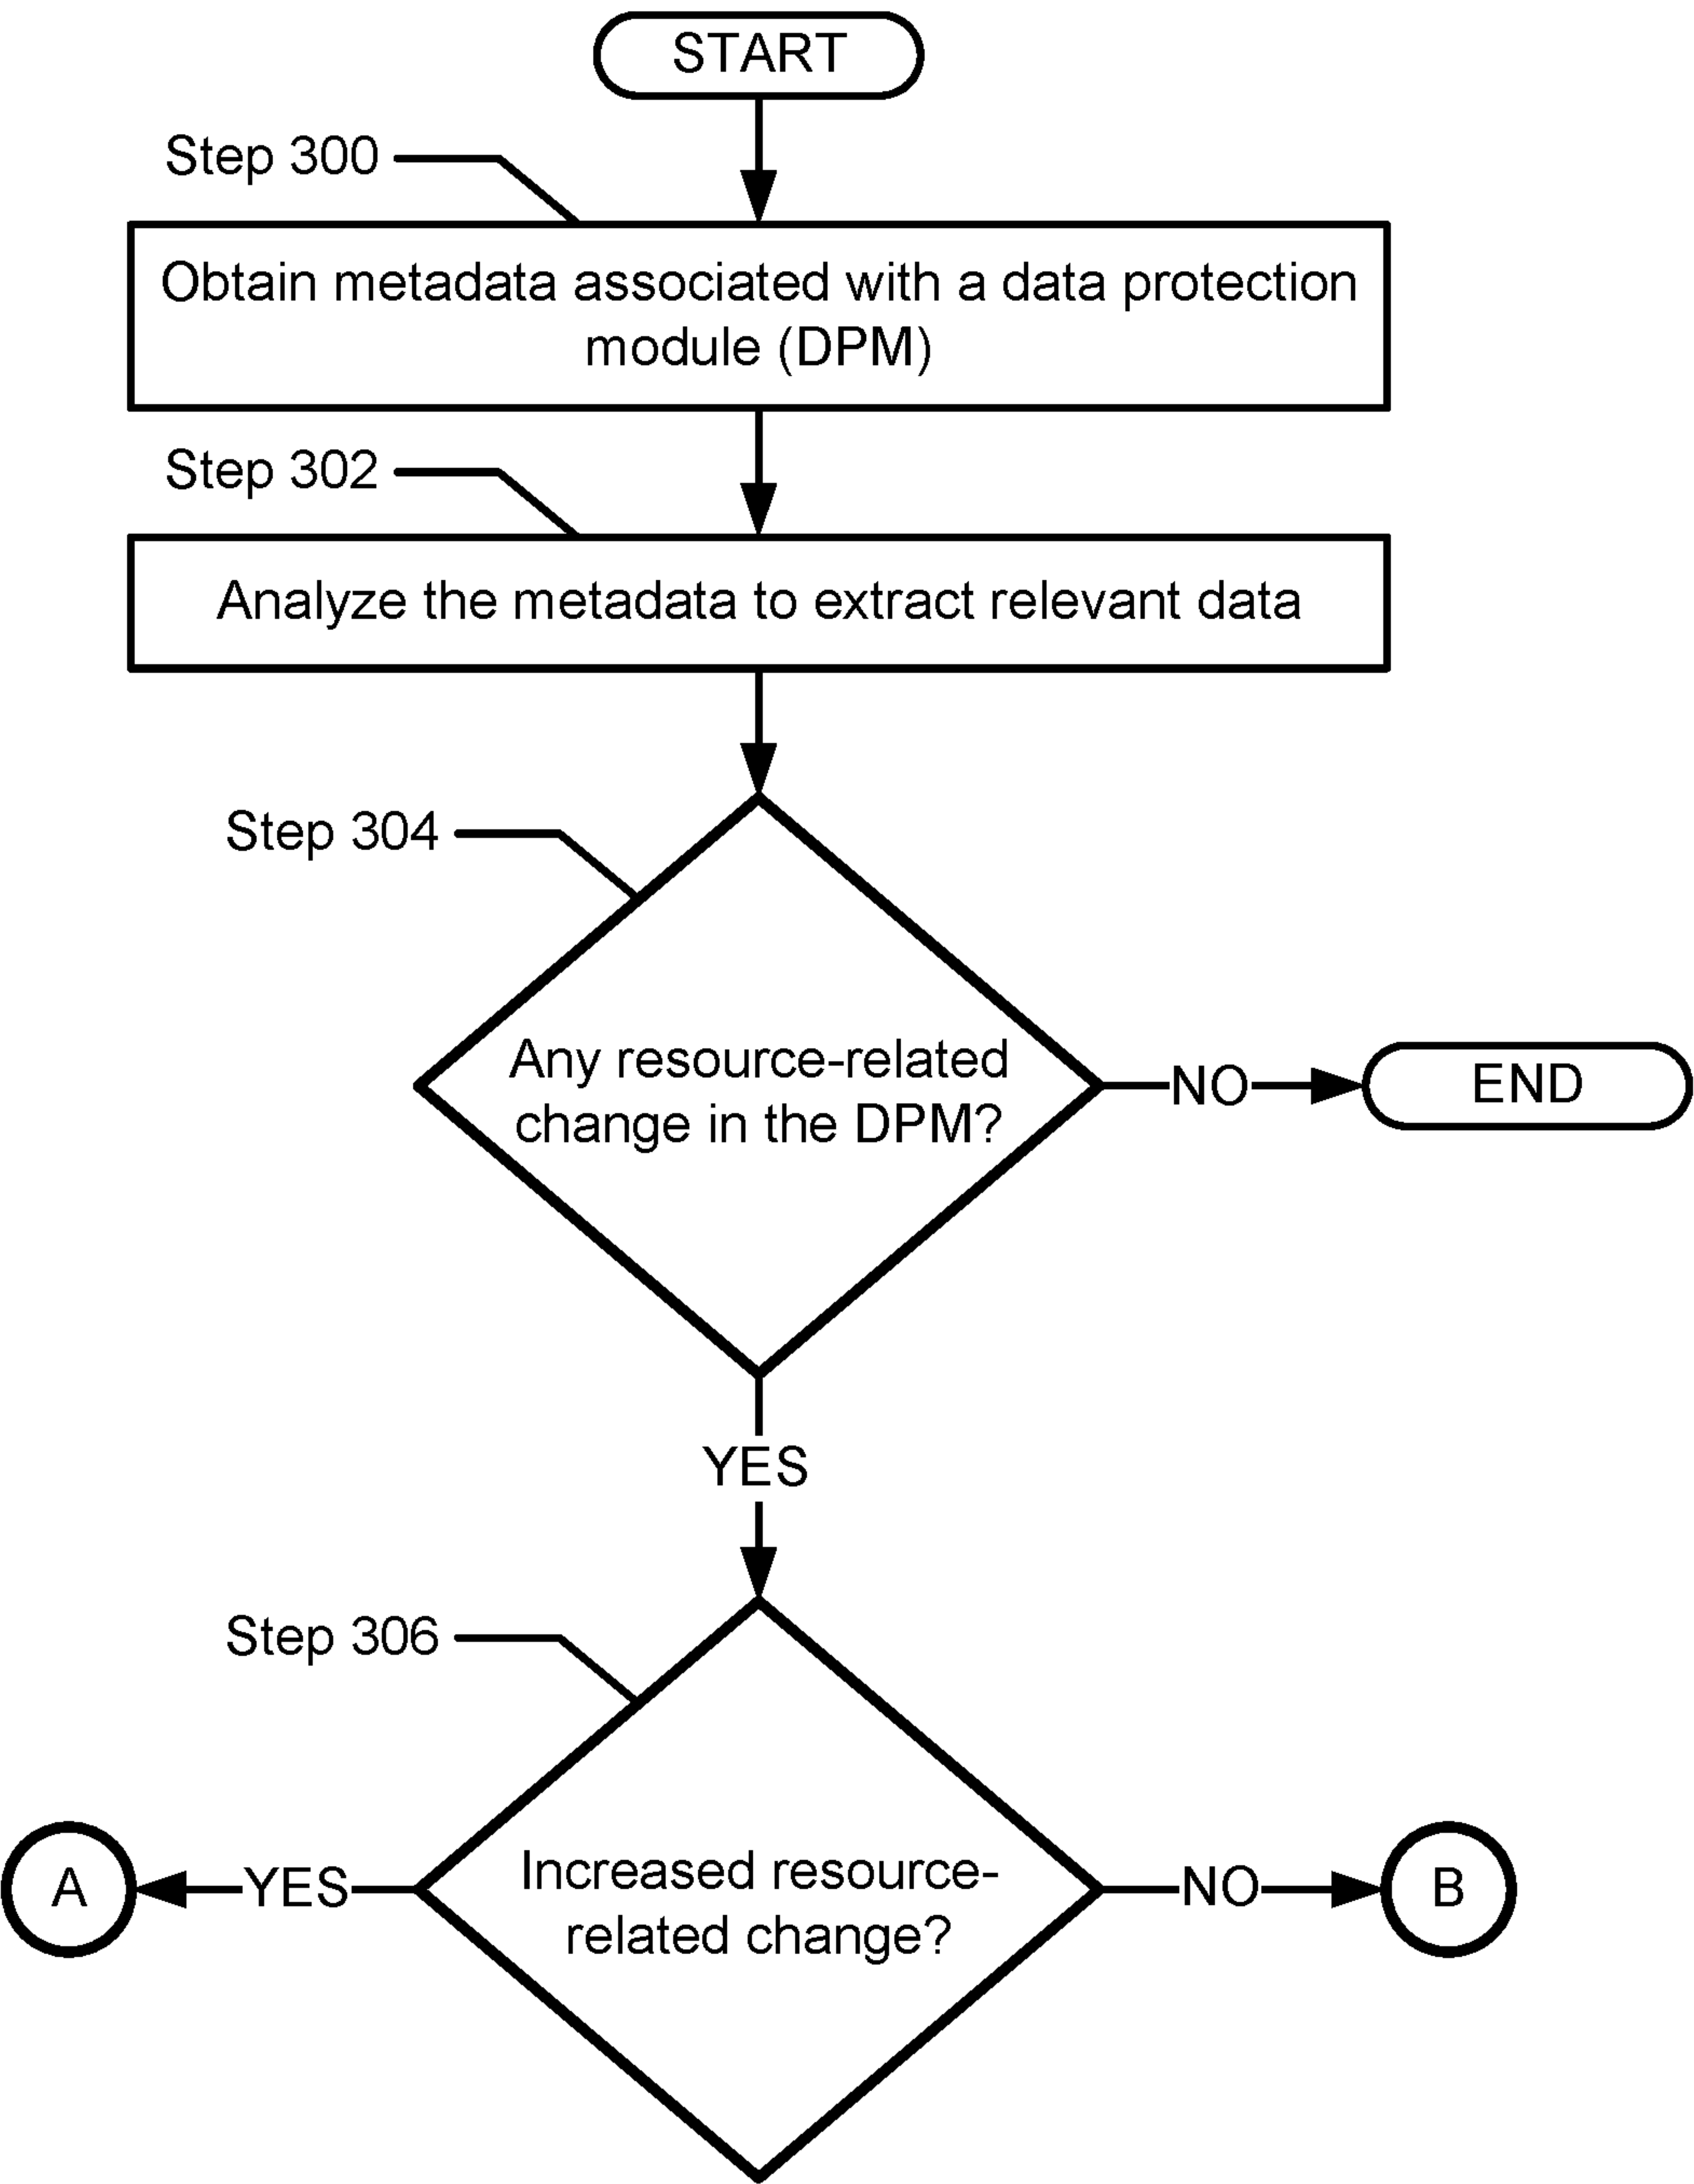 START
Step 300
Obtain metadata associated with a data protection
module (DPM)
Step 302
Analyze the metadata to extract relevant data
Step 304
Any resource-related
change in the DPM?
NO
END
YES
Step 306
Increased resource-
related change?
YES
A
NO
B